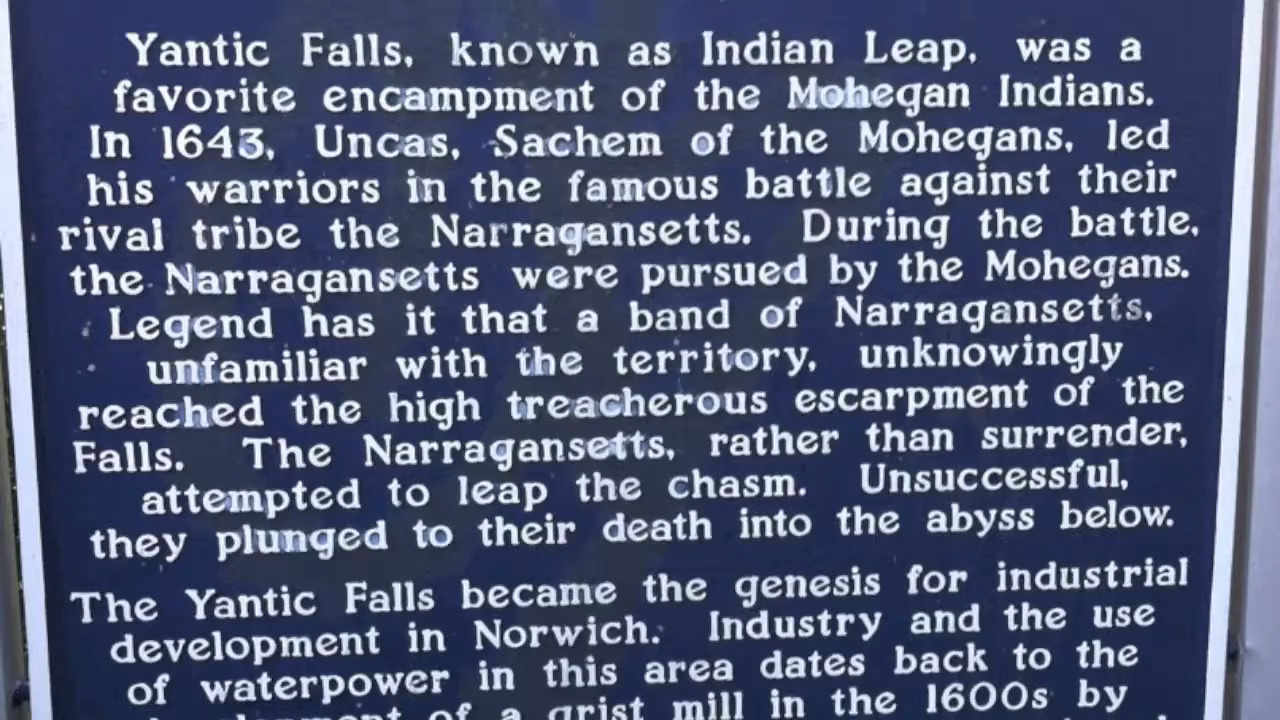 Yantic Falls, known as Indian Leap, was a
favorite encampment of the Mohegan Indians.
In 1643, Uncas, Sachem of the Mohegans, led
his warriors in the famous battle against their
rival tribe the Narragansetts. During the battle,
the Narragansetts were pursued by the Mohegans.
Legend has it that a band of Narragansetts,
unfamiliar with the territory, unknowingly
reached the high treacherous escarpment of the
Falls. The Narragansetts, rather than surrender,
attempted to leap the chasm. Unsuccessful,
they plunged to their death into the abyss below.
The Yantic Falls became the genesis for industrial
development in Norwich. Industry and the use
of waterpower in this area dates back to the
of a grist mill in the 1600s by